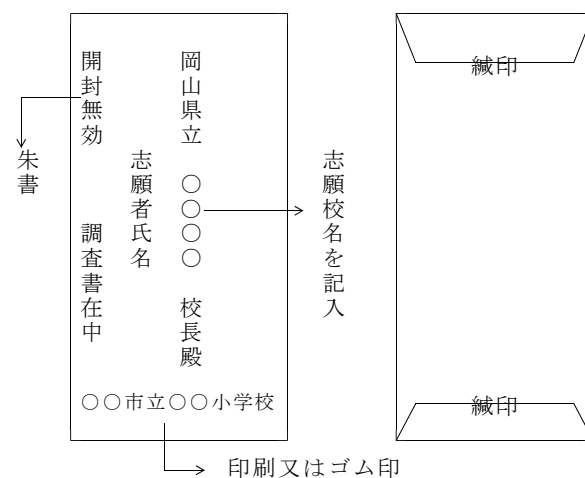 岡山県立　○○○○　校長殿
志願者氏名
開封無効　調査書在中
○○市立○○小学校
朱書
志願校名を記入
印刷又はゴム印
緘印
緘印